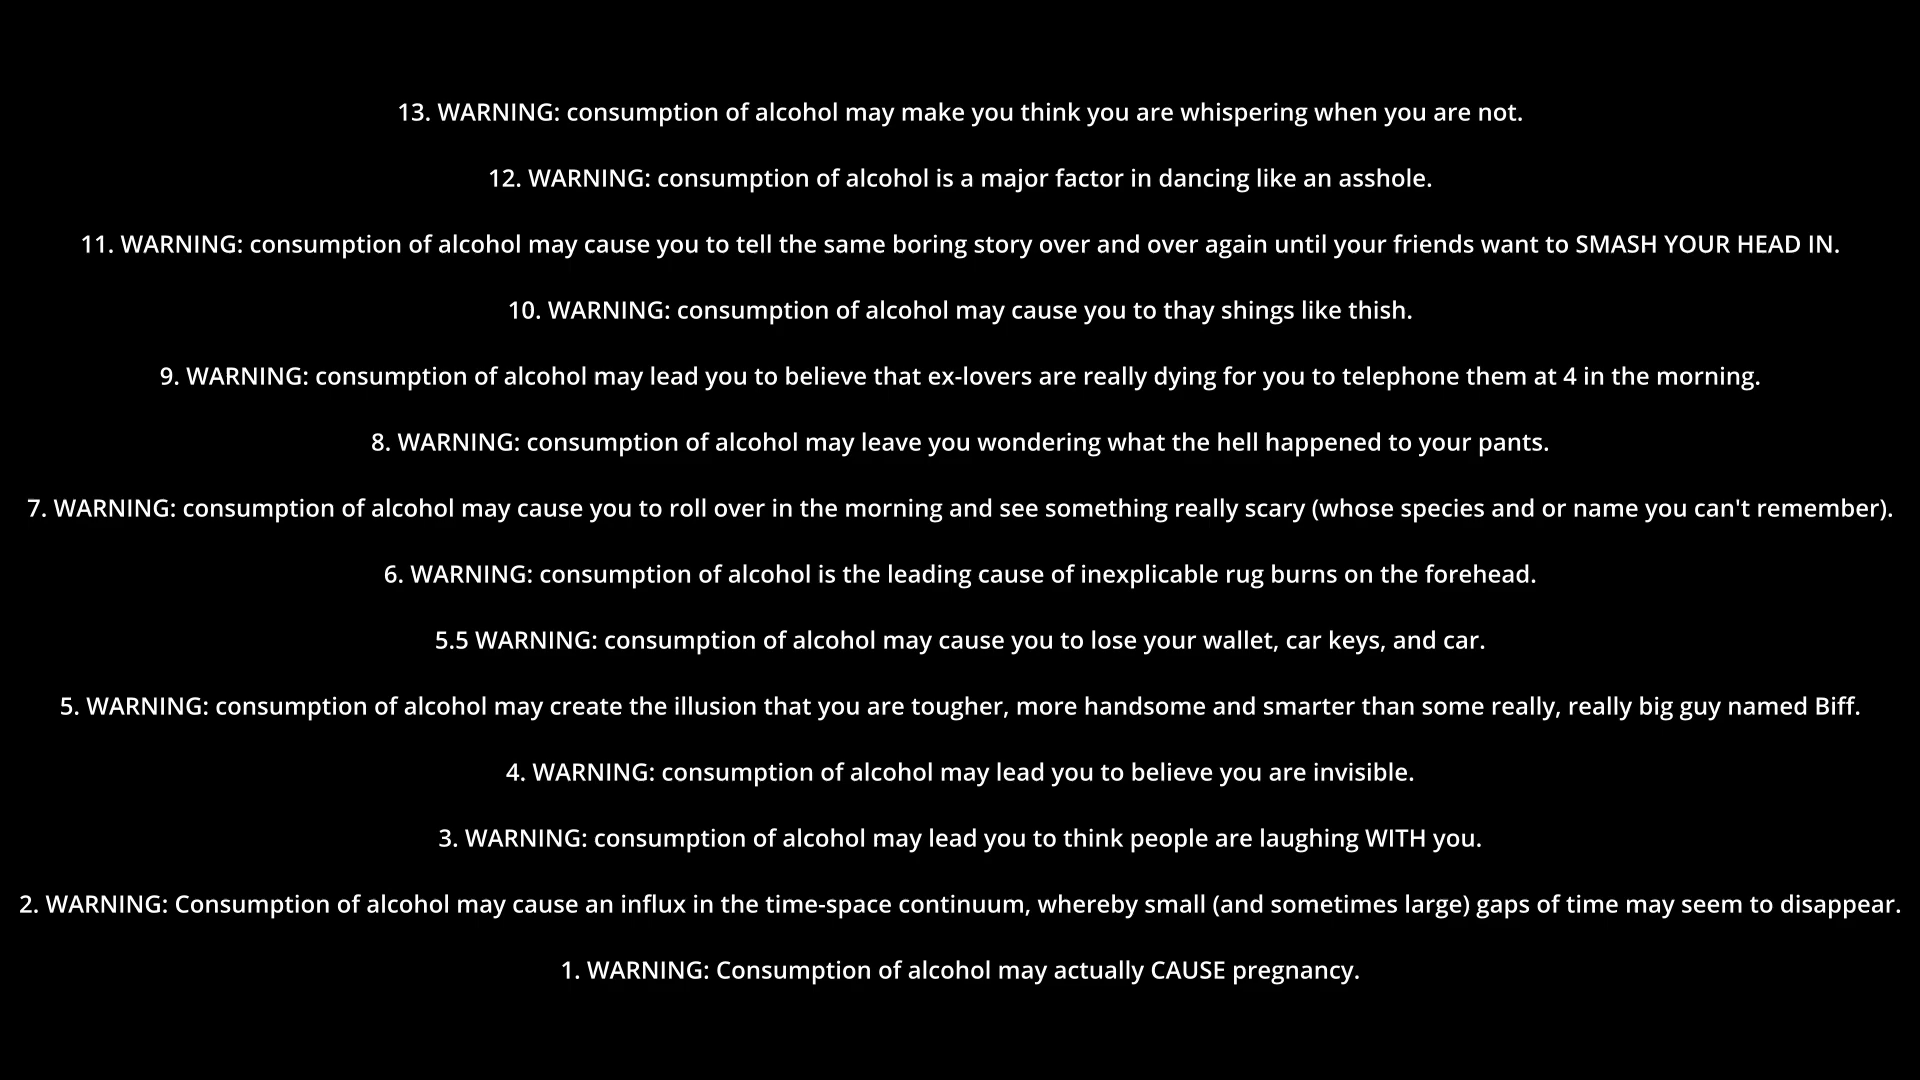 13. WARNING: consumption of alcohol may make you think you are whispering when you are not.
12. WARNING: consumption of alcohol is a major factor in dancing like an asshole.
11. WARNING: consumption of alcohol may cause you to tell the same boring story over and over again until your friends want to SMASH YOUR HEAD IN.
10. WARNING: consumption of alcohol may cause you to thay shings like thish.
9. WARNING: consumption of alcohol may lead you to believe that ex-lovers are really dying for you to telephone them at 4 in the morning.
8. WARNING: consumption of alcohol may leave you wondering what the hell happened to your pants.
7. WARNING: consumption of alcohol may cause you to roll over in the morning and see something really scary (whose species and or name you can't remember).
6. WARNING: consumption of alcohol is the leading cause of inexplicable rug burns on the forehead.
5.5 WARNING: consumption of alcohol may cause you to lose your wallet, car keys, and car.
5. WARNING: consumption of alcohol may create the illusion that you are tougher, more handsome and smarter than some really, really big guy named Biff.
4. WARNING: consumption of alcohol may lead you to believe you are invisible.
3. WARNING: consumption of alcohol may lead you to think people are laughing WITH you.
2. WARNING: Consumption of alcohol may cause an influx in the time-space continuum, whereby small (and sometimes large) gaps of time may seem to disappear.
1. WARNING: Consumption of alcohol may actually CAUSE pregnancy.